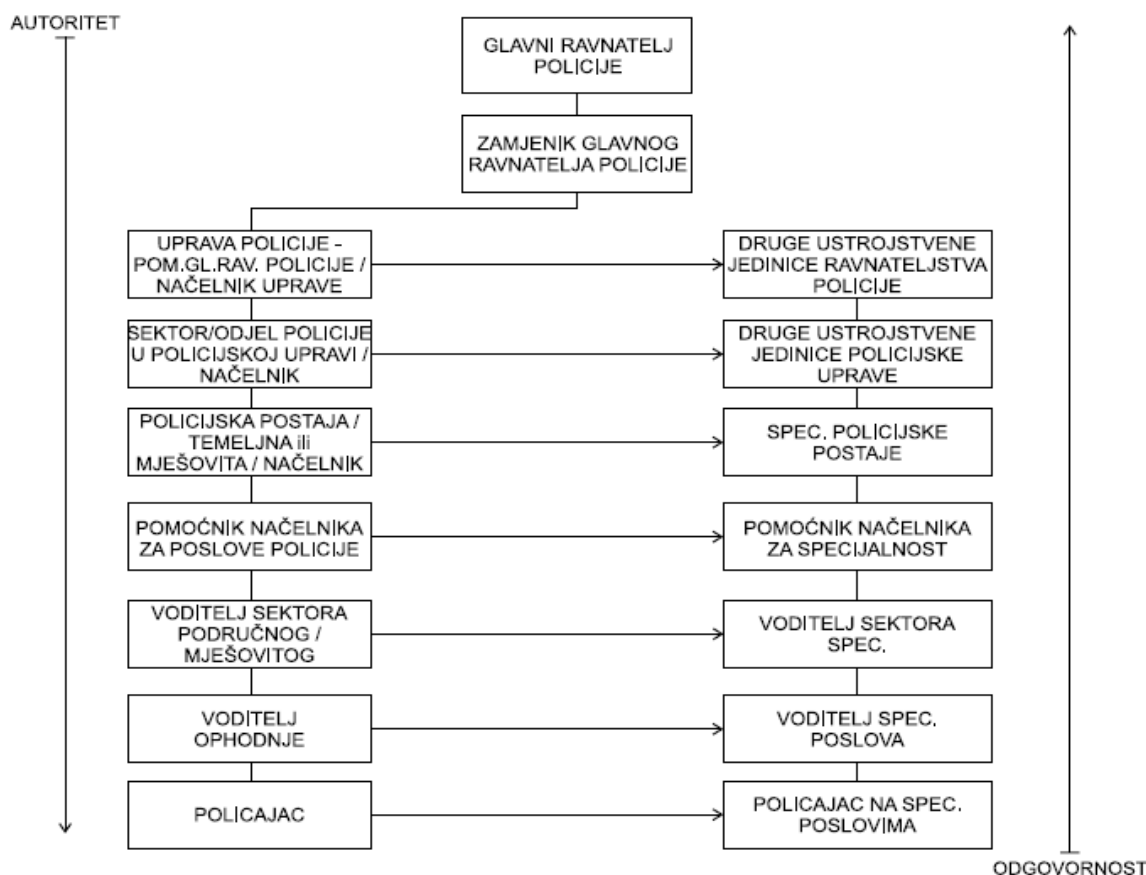 AUTORITET
GLAVNI RAVNATELJ
POLICIJE
ZAMJENIK GLAVNOG
RAVNATELJA POLICIJE
UPRAVA POLICIJE -
POM.GL.RAV. POLICIJE /
NAČELNIK UPRAVE
DRUGE USTROJSTVENE
JEDINICE RAVNATELJSTVA
POLICIJE
SEKTOR/ODJEL POLICIJE
U POLICIJSKOJ UPRAVI /
NAČELNIK
DRUGE USTROJSTVENE
JEDINICE POLICIJSKE
UPRAVE
POLICIJSKA POSTAJA /
TEMELJNA ili
MJEŠOVITA / NAČELNIK
SPEC. POLICIJSKE
POSTAJE
POMOĆNIK NAČELNIKA
ZA POSLOVE POLICIJE
POMOĆNIK NAČELNIKA
ZA SPECIJALNOST
VODITELJ SEKTORA
PODRUČNOG /
MJEŠOVITOG
VODITELJ SEKTORA
SPEC.
VODITELJ
OPHODNJE
VODITELJ SPEC.
POSLOVA
POLICAJAC
POLICAJAC NA SPEC.
POSLOVIMA
ODGOVORNOST